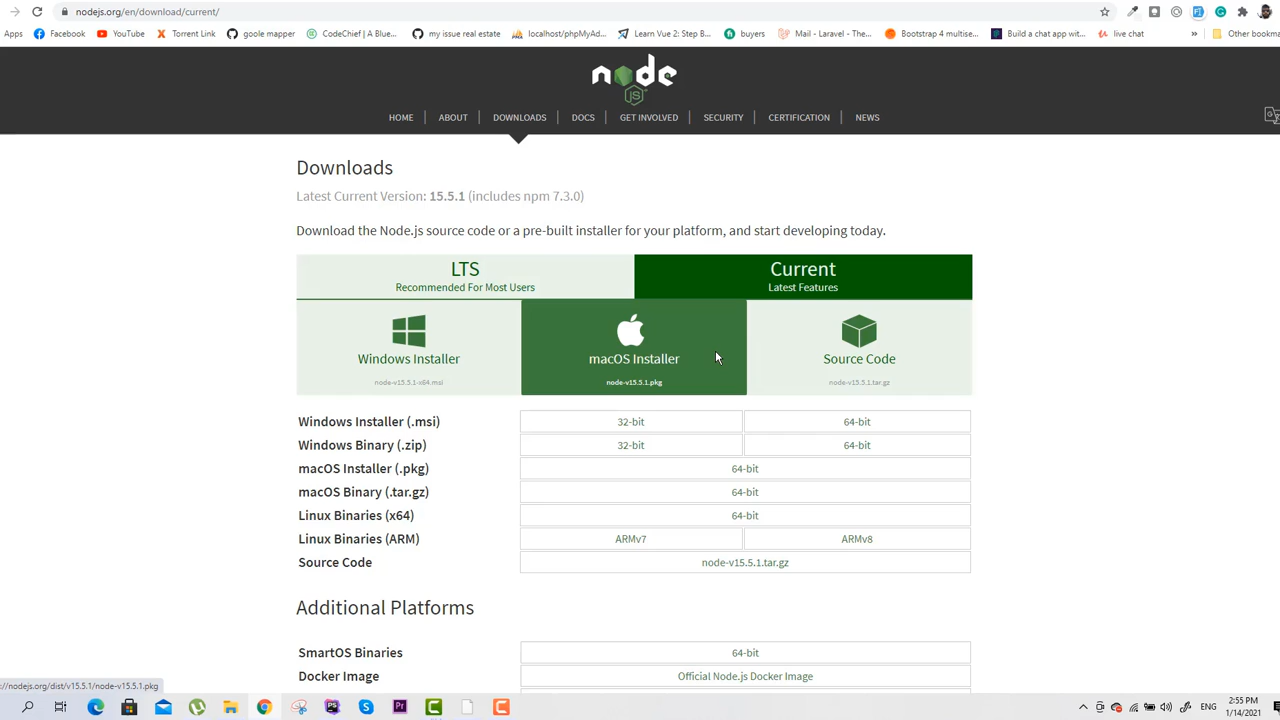 nodejs.org/en/download/current/
Apps Facebook YouTube Torrent Link goole mapper CodeChief | A Blue... my issue real estate localhost/phpMyAd... Learn Vue 2: Step B... buyers Mail - Laravel - The... Bootstrap 4 multise... Build a chat app wit... live chat » Other bookma
node
JS
HOME | ABOUT | DOWNLOADS | DOCS | GET INVOLVED | SECURITY | CERTIFICATION | NEWS
Downloads
Latest Current Version: 15.5.1 (includes npm 7.3.0)
Download the Node.js source code or a pre-built installer for your platform, and start developing today.
LTS Current
Recommended For Most Users Latest Features
Windows Installer macOS Installer Source Code
node-v15.5.1-x64.msi node-v15.5.1.pkg node-v15.5.1.tar.gz
Windows Installer (.msi) 32-bit 64-bit
Windows Binary (.zip) 32-bit 64-bit
macOS Installer (.pkg) 64-bit
macOS Binary (.tar.gz) 64-bit
Linux Binaries (x64) 64-bit
Linux Binaries (ARM) ARMv7 ARMv8
Source Code node-v15.5.1.tar.gz
Additional Platforms
SmartOS Binaries 64-bit
Docker Image Official Node.js Docker Image
://nodejs.org/dist/v15.5.1/node-v15.5.1.pkg
ENG 2:55 PM
1/14/2021